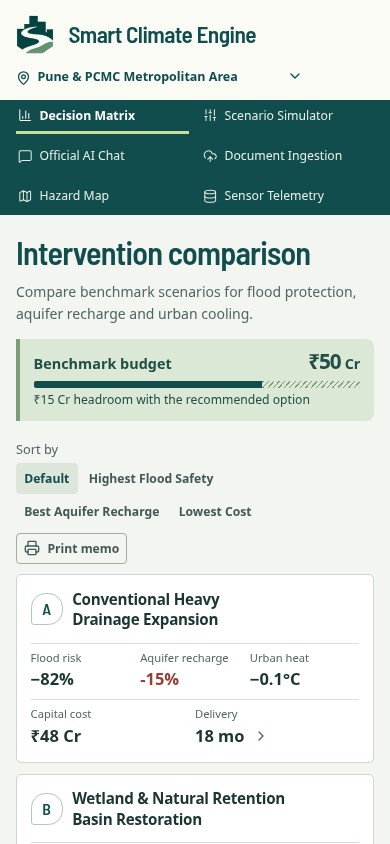 Smart Climate Engine
Pune & PCMC Metropolitan Area
Decision Matrix
Scenario Simulator
Official AI Chat
Document Ingestion
Hazard Map
Sensor Telemetry
Intervention comparison
Compare benchmark scenarios for flood protection,
aquifer recharge and urban cooling.
Benchmark budget
₹50 Cr
₹15 Cr headroom with the recommended option
Sort by
Default
Highest Flood Safety
Best Aquifer Recharge
Lowest Cost
Print memo
A
Conventional Heavy
Drainage Expansion
Flood risk
Aquifer recharge
Urban heat
−82%
-15%
−0.1°C
Capital cost
Delivery
₹48 Cr
18 mo
B
Wetland & Natural Retention
Basin Restoration